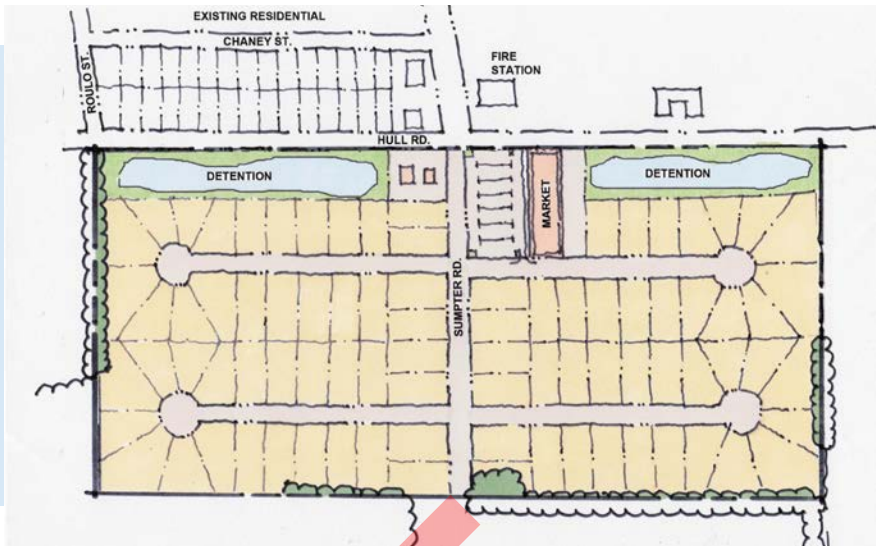 EXISTING RESIDENTIAL
CHANEY ST.
ROULO ST.
FIRE
STATION
HULL RD.
DETENTION
MARKET
DETENTION
SUMPTER RD.